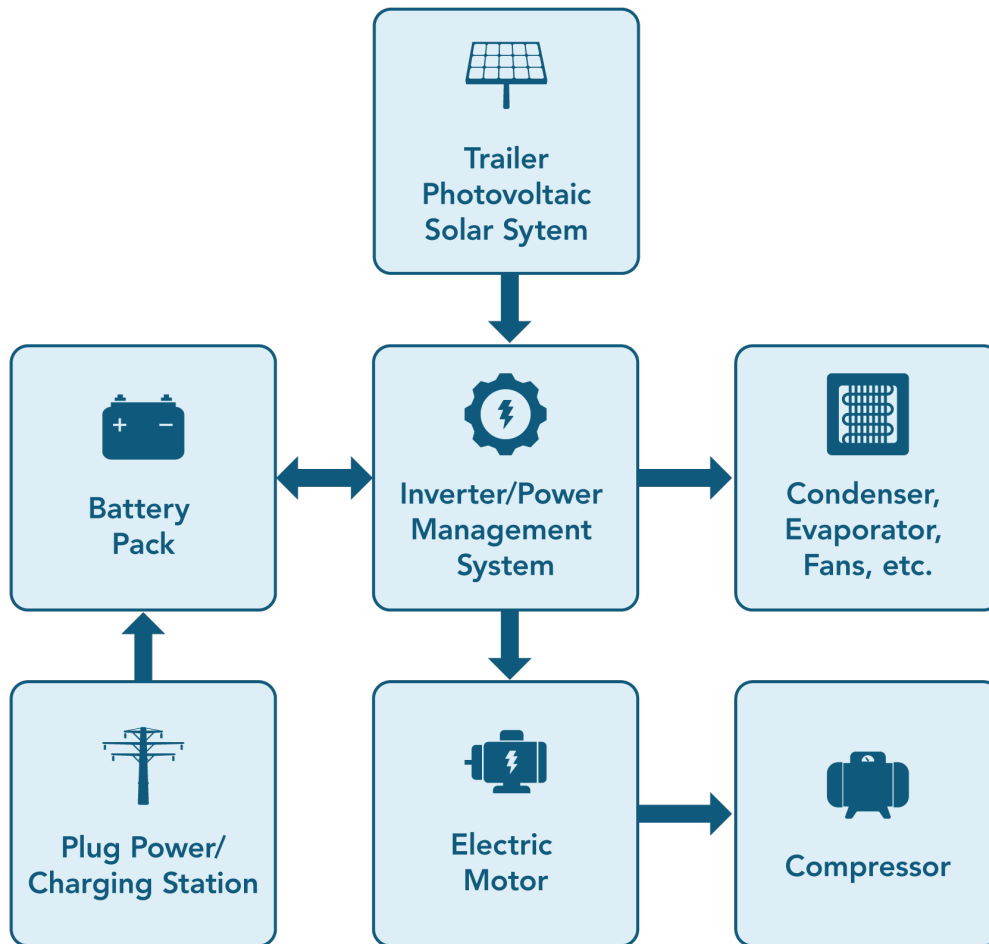 Trailer
Photovoltaic
Solar Sytem
Battery
Pack
Inverter/Power
Management
System
Condenser,
Evaporator,
Fans, etc.
Plug Power/
Charging Station
Electric
Motor
Compressor